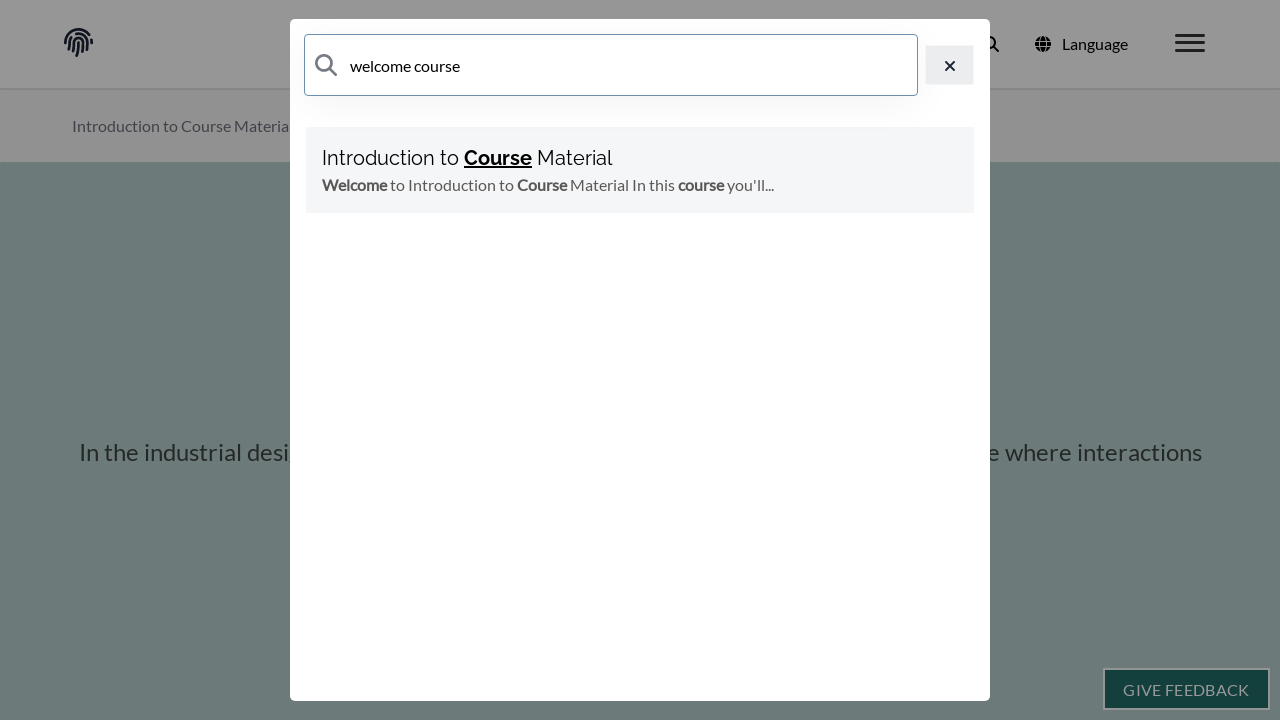 welcome course
Language
Introduction to Course Materia
Introduction to Course Material
Welcome to Introduction to Course Material In this course you'll...
In the industrial desi
e where interactions
GIVE FEEDBACK